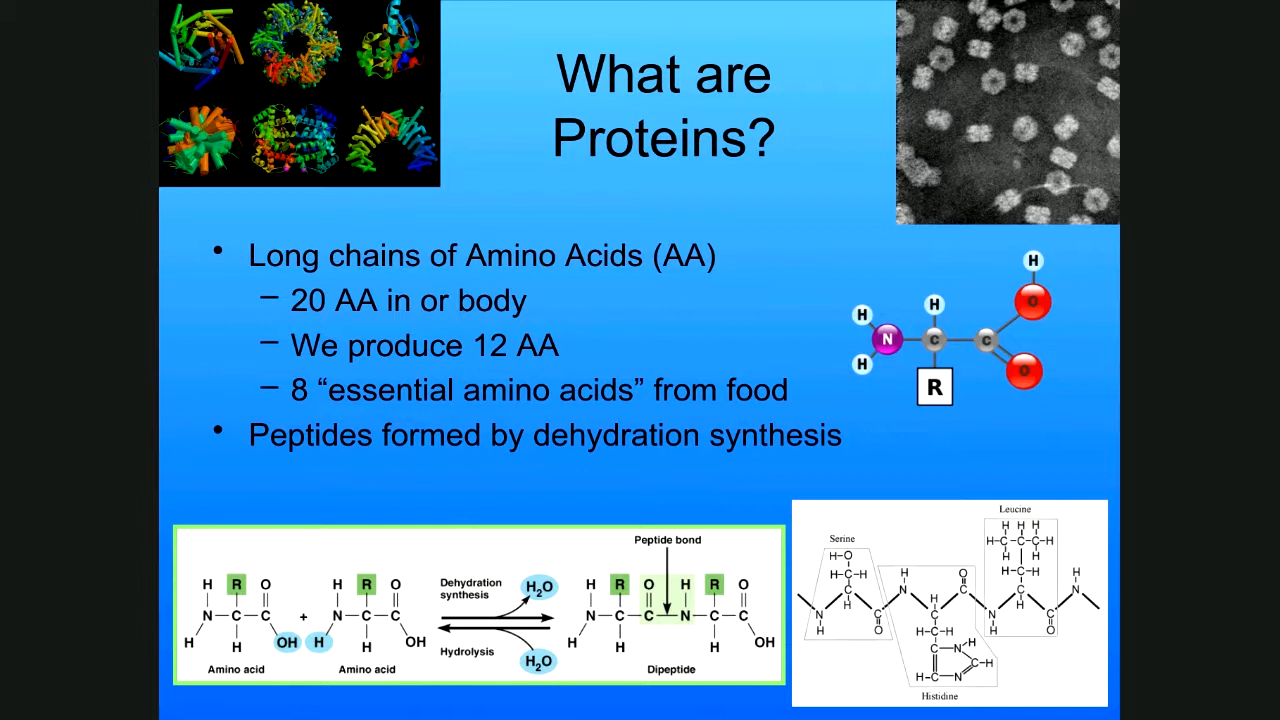 What are
Proteins?
• Long chains of Amino Acids (AA)
– 20 AA in or body
– We produce 12 AA
– 8 “essential amino acids” from food
• Peptides formed by dehydration synthesis
H
O
H
H
N
C
C
H
O
R
Peptide bond
H R O
H R O
Dehydration
synthesis
H₂O
H R O H R O
N C C
+
N C C
N C C N C C
H H OH
H H OH
Hydrolysis
H₂O
H H H OH
Amino acid
Amino acid
Dipeptide
Leucine
H H H
H-C-C-C-H
H H
H-C-H
Serine
H-O
H-C-H
H
O
H
N
H
C
O
N
H
C
H
N
H
C
O
N
H-C-H
C
N
H
C-H
H-C
N
Histidine